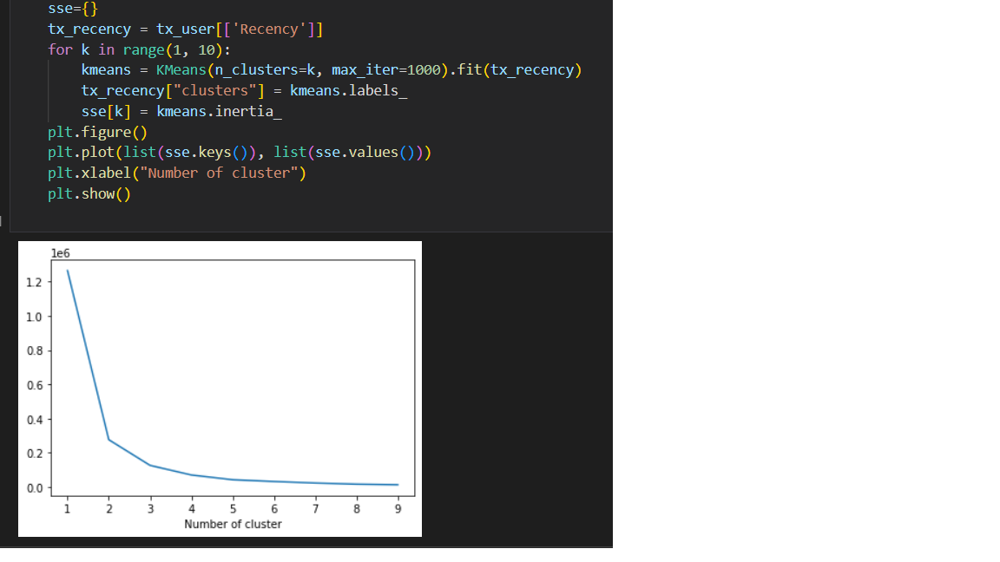 sse={}
tx_recency = tx_user[['Recency']]
for k in range(1, 10):
    kmeans = KMeans(n_clusters=k, max_iter=1000).fit(tx_recency)
    tx_recency["clusters"] = kmeans.labels_
    sse[k] = kmeans.inertia_
plt.figure()
plt.plot(list(sse.keys()), list(sse.values()))
plt.xlabel("Number of cluster")
plt.show()
1e6
1.2
1.0
0.8
0.6
0.4
0.2
0.0
1 2 3 4 5 6 7 8 9
Number of cluster